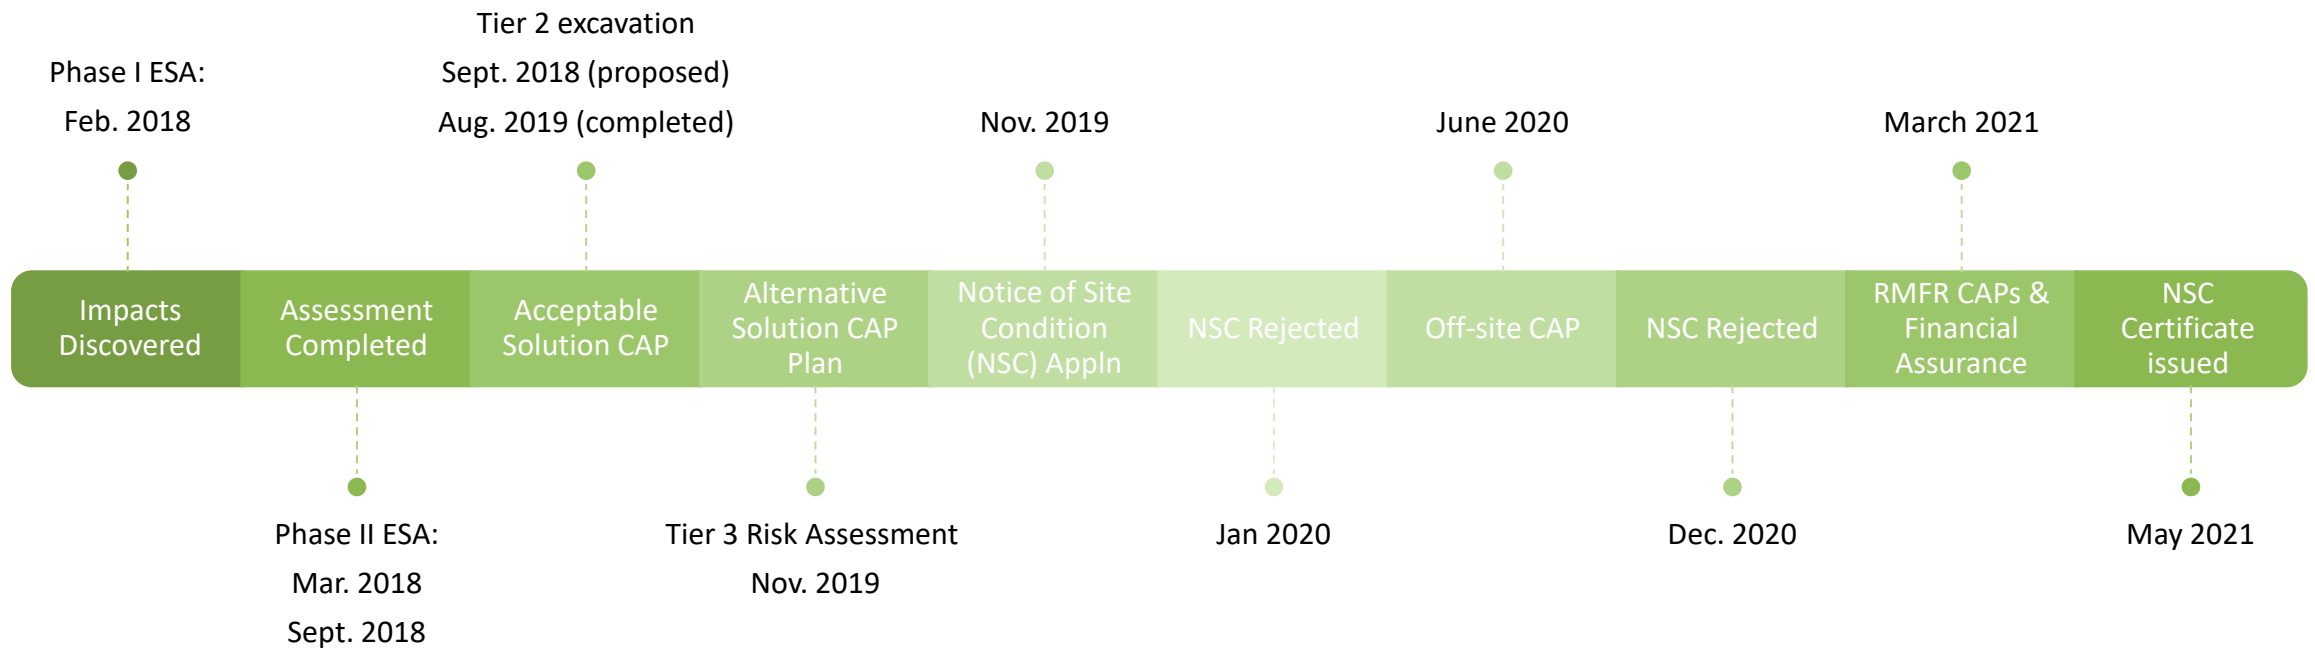 Phase I ESA:
Feb. 2018
Tier 2 excavation
Sept. 2018 (proposed)
Aug. 2019 (completed)
Nov. 2019
June 2020
March 2021
Impacts
Discovered
Assessment
Completed
Acceptable
Solution CAP
Alternative
Solution CAP
Plan
Notice of Site
Condition
(NSC) Appln
NSC Rejected
Off-site CAP
NSC Rejected
RMFR CAPs &
Financial
Assurance
NSC
Certificate
issued
Phase II ESA:
Mar. 2018
Sept. 2018
Tier 3 Risk Assessment
Nov. 2019
Jan 2020
Dec. 2020
May 2021